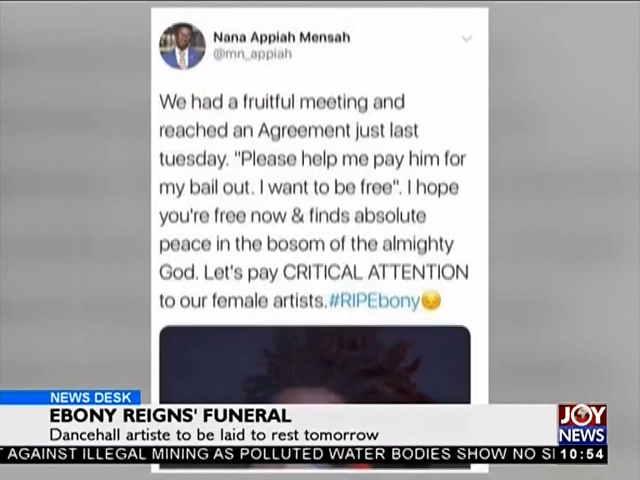 Nana Appiah Mensah
@mn_appiah
We had a fruitful meeting and
reached an Agreement just last
tuesday. "Please help me pay him for
my bail out. I want to be free". I hope
you're free now & finds absolute
peace in the bosom of the almighty
God. Let's pay CRITICAL ATTENTION
to our female artists.#RIPEbony😔
NEWS DESK
EBONY REIGNS' FUNERAL
Dancehall artiste to be laid to rest tomorrow
JOY
NEWS
AGAINST ILLEGAL MINING AS POLLUTED WATER BODIES SHOW NO SI
10:54